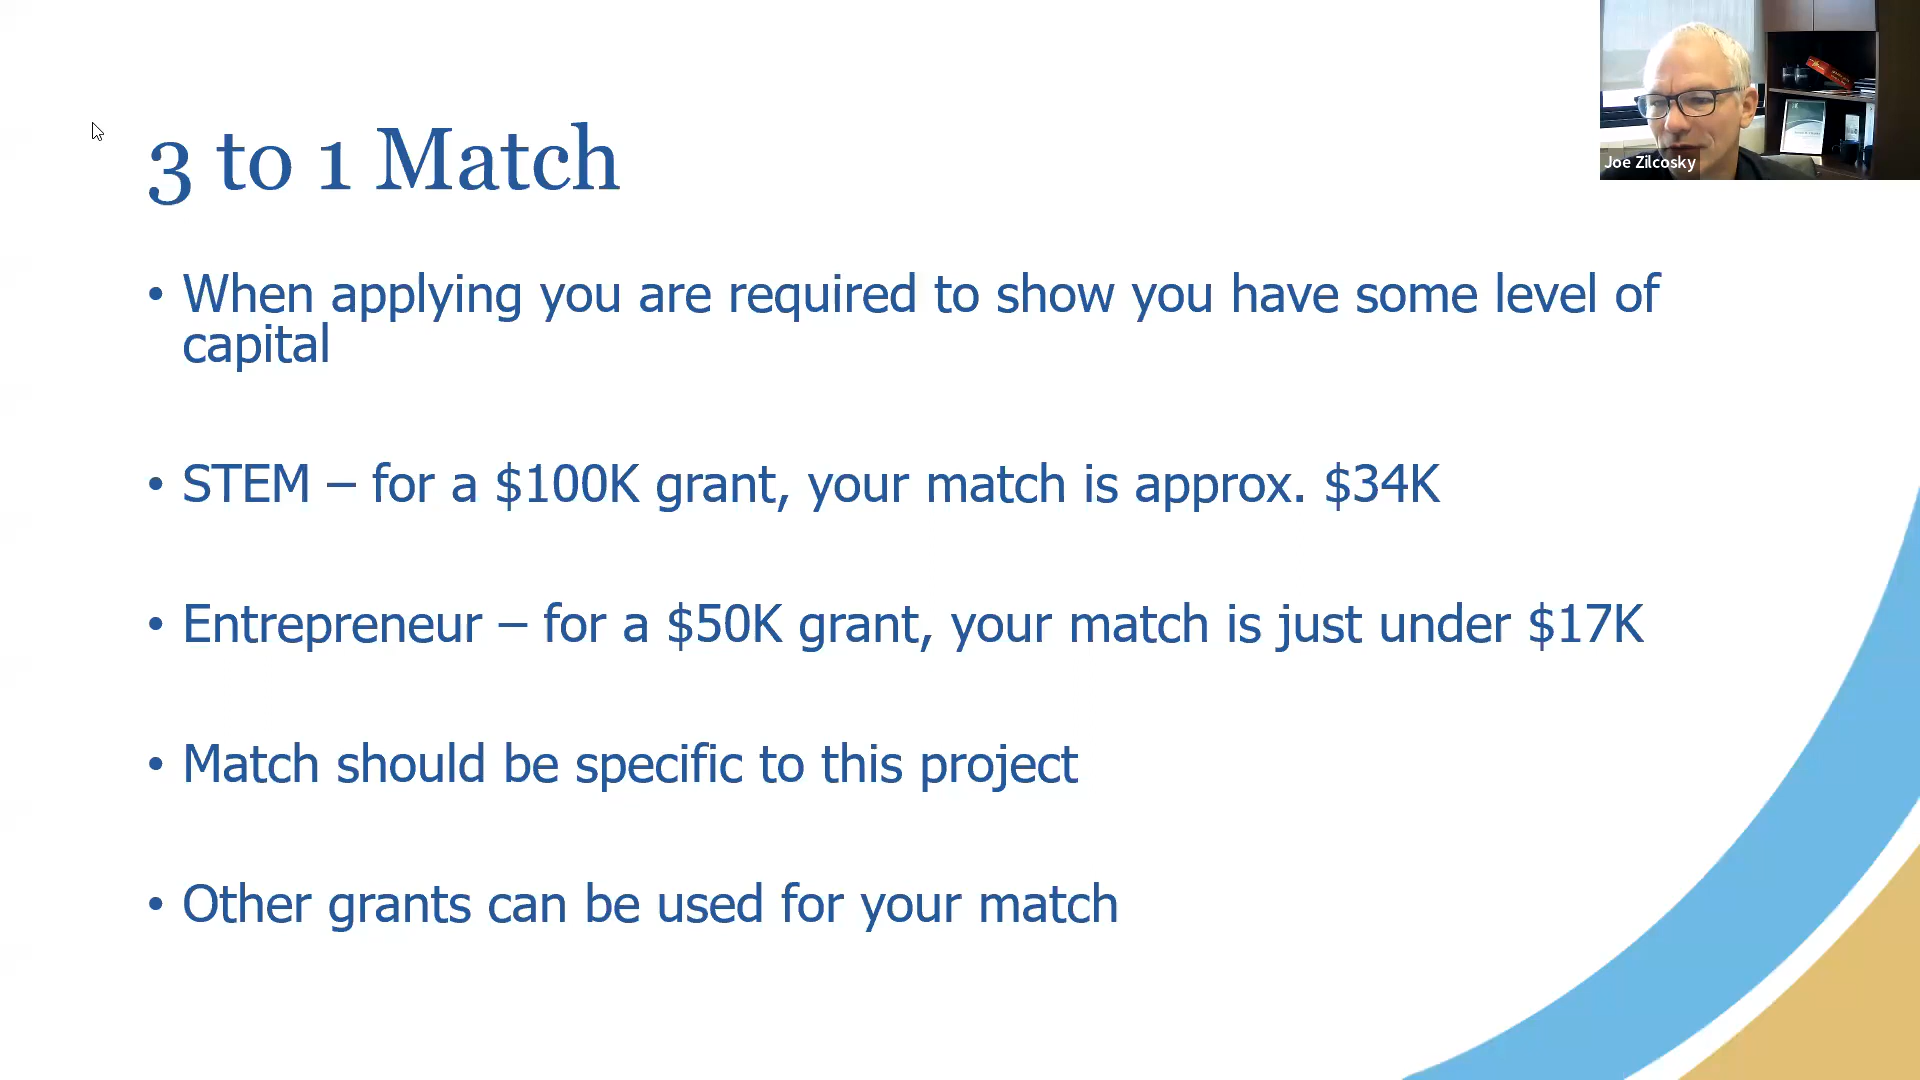 3 to 1 Match
• When applying you are required to show you have some level of
capital
• STEM – for a $100K grant, your match is approx. $34K
• Entrepreneur – for a $50K grant, your match is just under $17K
• Match should be specific to this project
• Other grants can be used for your match
Joe Zilcosky